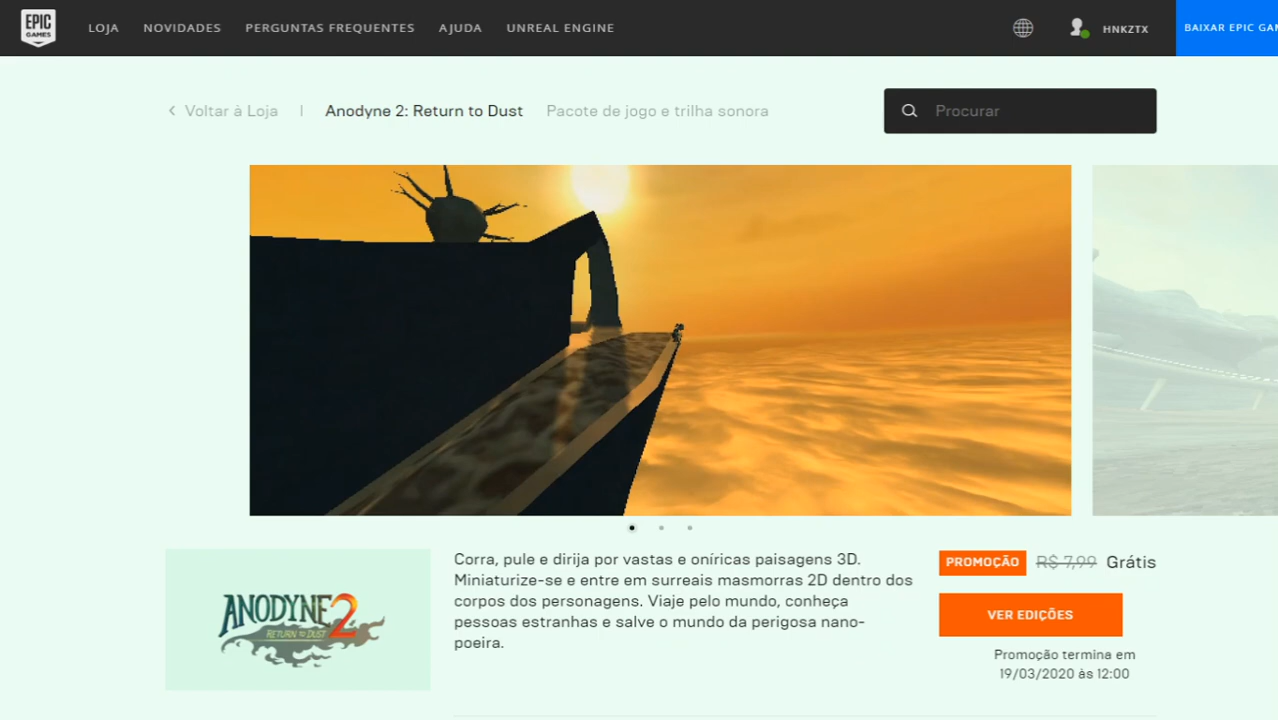 EPIC GAMES
LOJA NOVIDADES PERGUNTAS FREQUENTES AJUDA UNREAL ENGINE HNKZTX BAIXAR EPIC GAM
Voltar à Loja | Anodyne 2: Return to Dust Pacote de jogo e trilha sonora Procurar
ANODYNE 2
RETURN TO DUST
Corra, pule e dirija por vastas e oníricas paisagens 3D.
Miniaturize-se e entre em surreais masmorras 2D dentro dos
corpos dos personagens. Viaje pelo mundo, conheça
pessoas estranhas e salve o mundo da perigosa nano-
poeira.
PROMOÇÃO R$ 7,99 Grátis
VER EDIÇÕES
Promoção termina em
19/03/2020 às 12:00